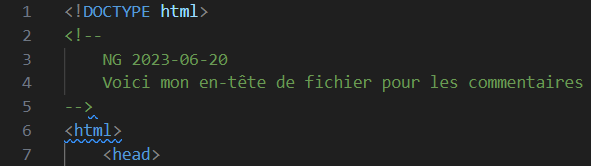 1 <!DOCTYPE html>
2 <!--
3 NG 2023-06-20
4 Voici mon en-tête de fichier pour les commentaires
5 -->
6 <html>
7 <head>